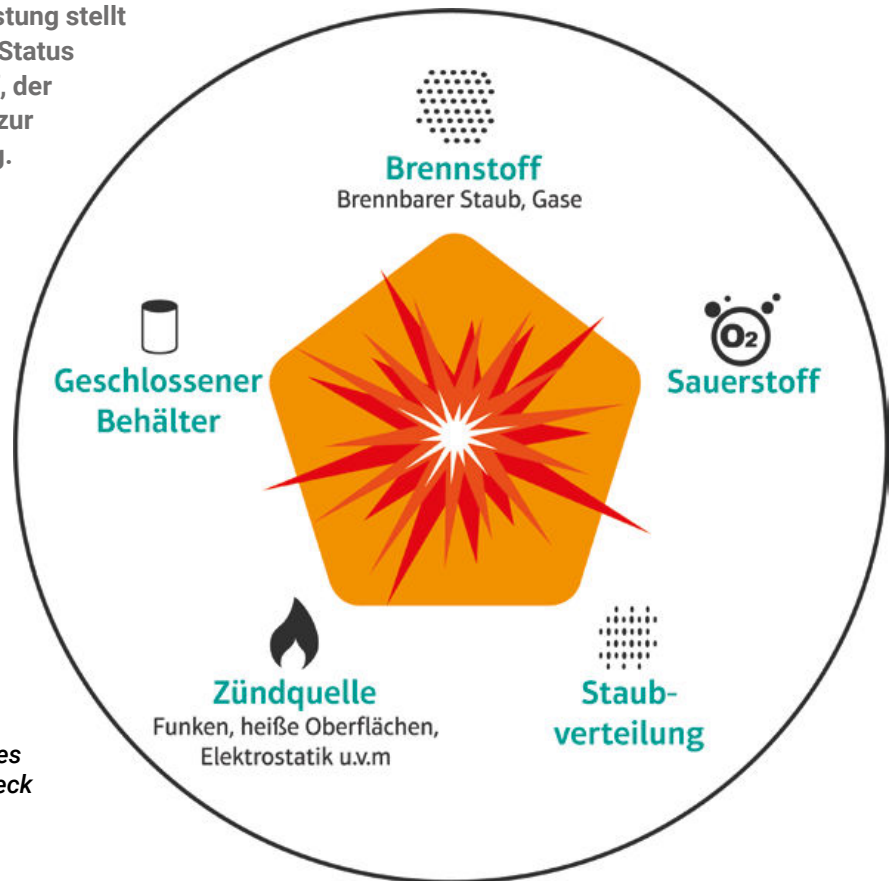 stung stellt
Status
, der
zur
g.
Brennstoff
Brennbarer Staub, Gase
Geschlossener
Behälter
O2
Sauerstoff
Zündquelle
Funken, heiße Oberflächen,
Elektrostatik u.v.m
Staub-
verteilung
es
eck